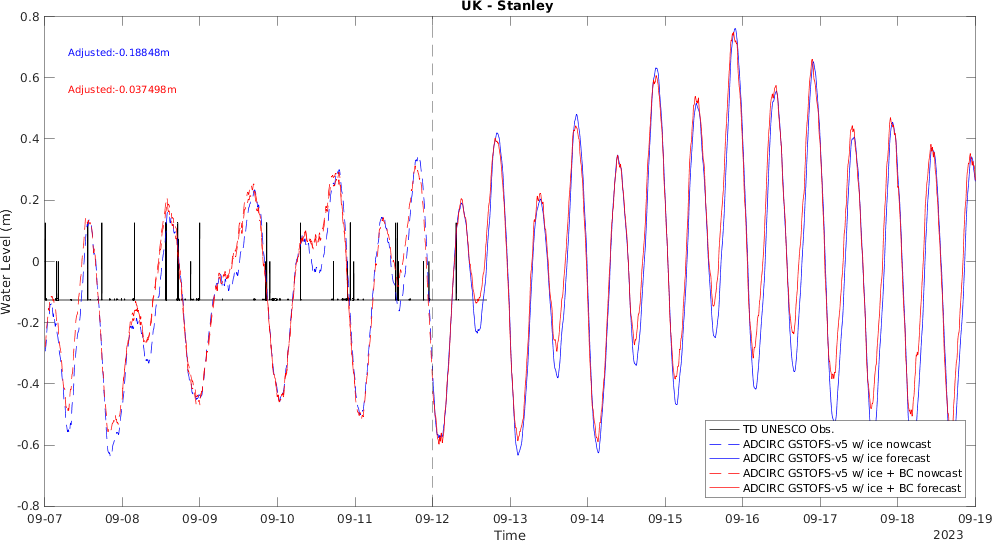 UK - Stanley
Adjusted:-0.18848m
Adjusted:-0.037498m
Water Level (m)
0.8
0.6
0.4
0.2
0
-0.2
-0.4
-0.6
-0.8
TD UNESCO Obs.
ADCIRC GSTOFS-v5 w/ ice nowcast
ADCIRC GSTOFS-v5 w/ ice forecast
ADCIRC GSTOFS-v5 w/ ice + BC nowcast
ADCIRC GSTOFS-v5 w/ ice + BC forecast
09-07 09-08 09-09 09-10 09-11 09-12 09-13 09-14 09-15 09-16 09-17 09-18 09-19
Time
2023